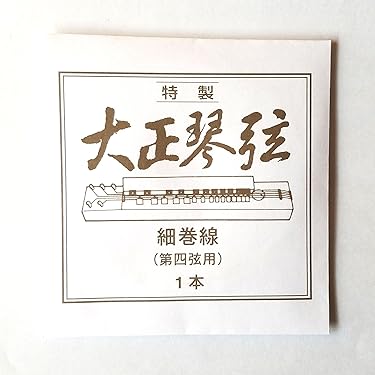 特製
大正琴弦
細巻線
(第四弦用)
1本